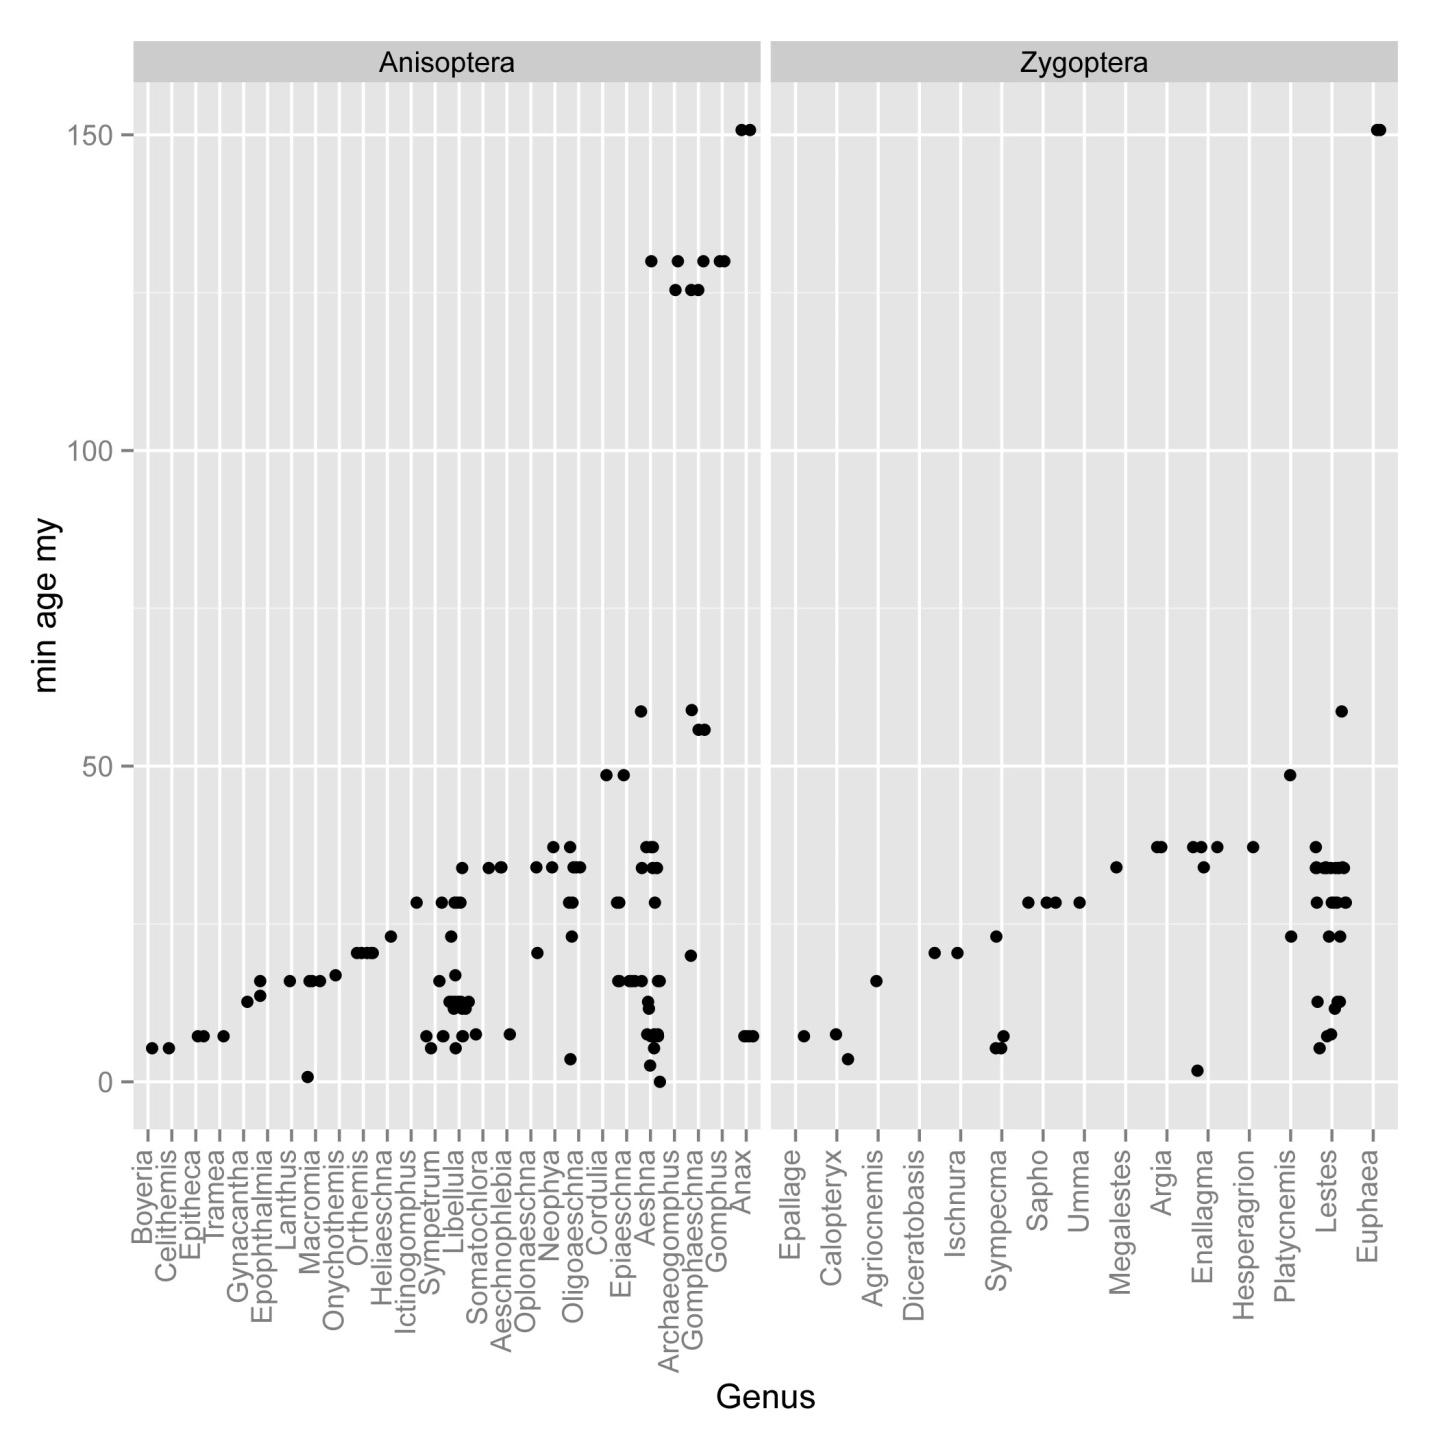 Anisoptera
Zygoptera
150
100
50
0
min age my
Boyeria
Celithemis
Epitheca
Tramea
Gynacantha
Epophthalmia
Lanthus
Macromia
Onychothemis
Orthemis
Heliaeschna
Ictinogomphus
Sympetrum
Libellula
Somatochlora
Aeschnophlebia
Oplonaeschna
Neophya
Oligoaeschna
Cordulia
Epiaeschna
Aeshna
Archaeogomphus
Gomphaeschna
Gomphus
Anax
Epallage
Calopteryx
Agriocnemis
Diceratobasis
Ischnura
Sympecma
Sapho
Umma
Megalestes
Argia
Enallagma
Hesperagrion
Platycnemis
Lestes
Euphaea
Genus